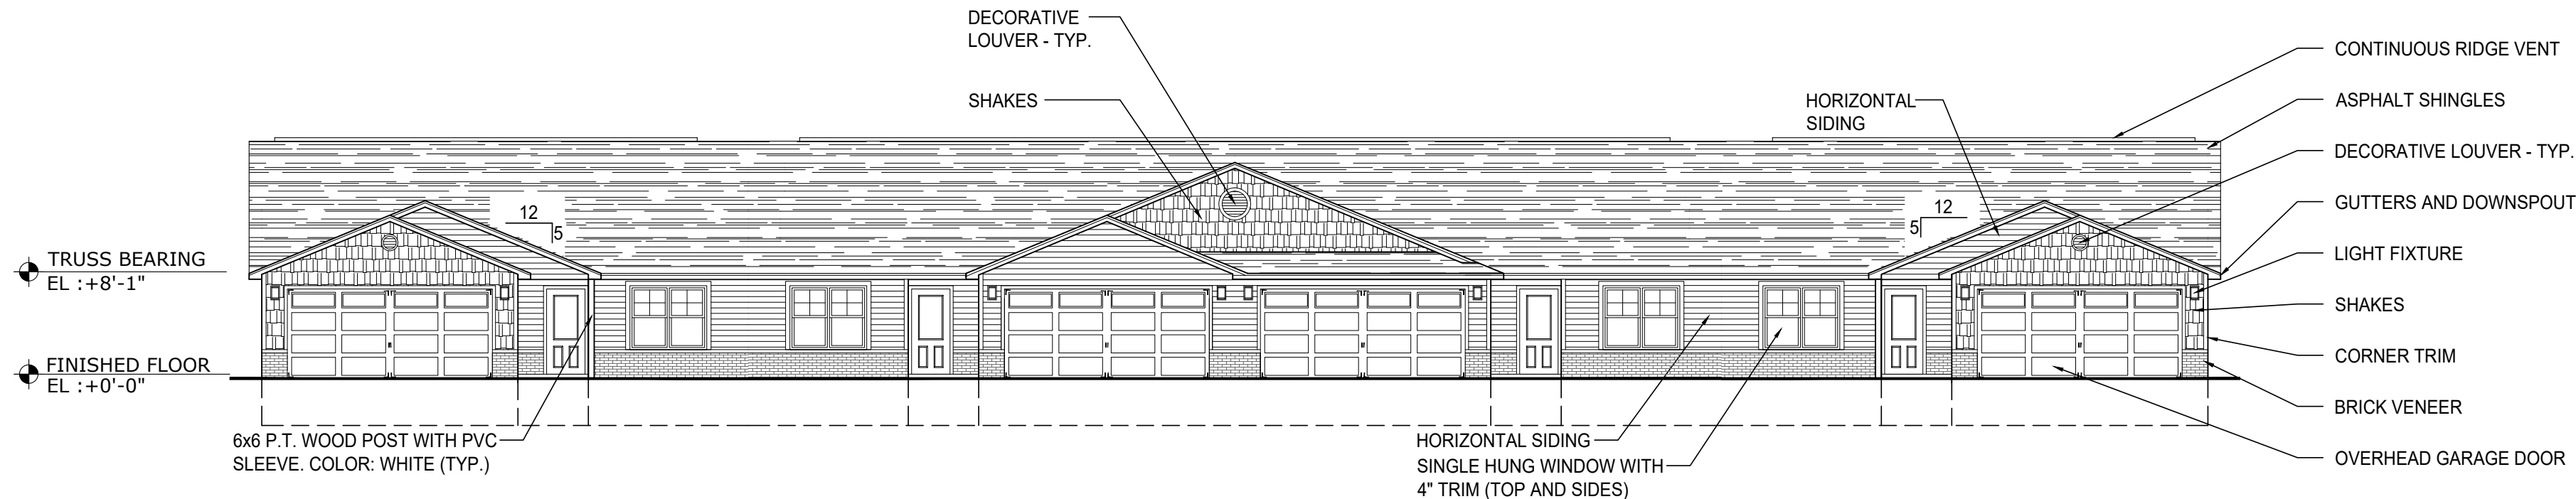 DECORATIVE
LOUVER - TYP.
SHAKES
HORIZONTAL
SIDING
CONTINUOUS RIDGE VENT
ASPHALT SHINGLES
DECORATIVE LOUVER - TYP.
GUTTERS AND DOWNSPOUT
LIGHT FIXTURE
SHAKES
CORNER TRIM
BRICK VENEER
OVERHEAD GARAGE DOOR
12
5
12
5
TRUSS BEARING
EL :+8'-1"
FINISHED FLOOR
EL :+0'-0"
6x6 P.T. WOOD POST WITH PVC
SLEEVE. COLOR: WHITE (TYP.)
HORIZONTAL SIDING
SINGLE HUNG WINDOW WITH
4" TRIM (TOP AND SIDES)